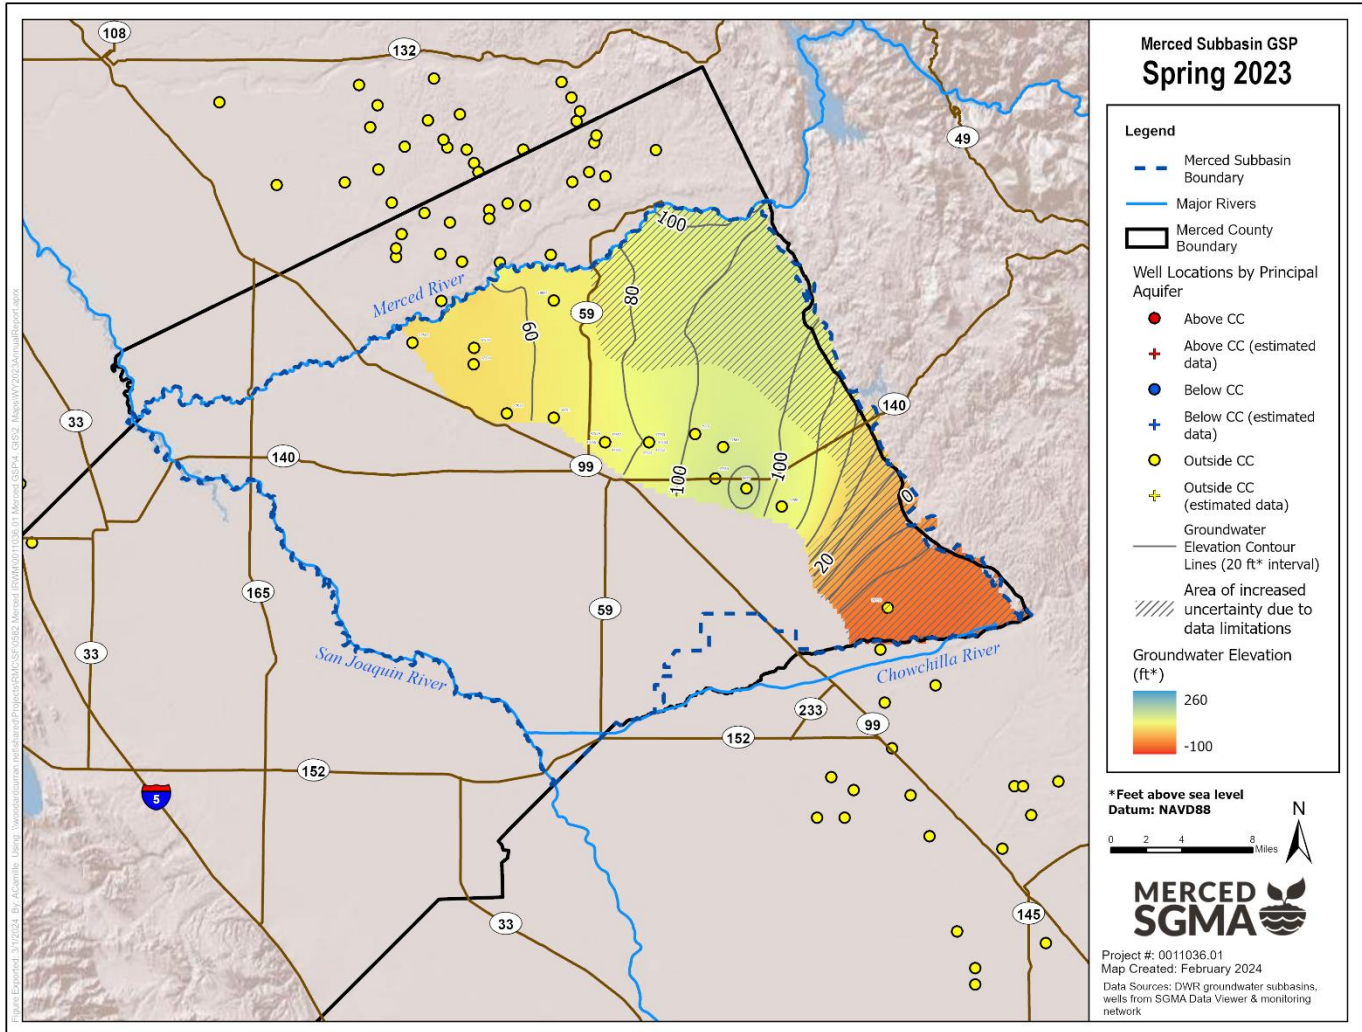 Merced Subbasin GSP
Spring 2023
Legend
Merced Subbasin
Boundary
Major Rivers
Merced County
Boundary
Well Locations by Principal
Aquifer
Above CC
Above CC (estimated
data)
Below CC
Below CC (estimated
data)
Outside CC
Outside CC
(estimated data)
Groundwater
Elevation Contour
Lines (20 ft* interval)
Area of increased
uncertainty due to
data limitations
Groundwater Elevation
(ft*)
260
-100
*Feet above sea level
Datum: NAVD88
N
0 2 4 8
Miles
MERCED
SGMA
Project #: 0011036.01
Map Created: February 2024
Data Sources: DWR groundwater subbasins,
wells from SGMA Data Viewer & monitoring
network
108
132
49
100
Merced River
80
59
60
140
33
140
99
100
100
0
20
165
59
33
San Joaquin River
Chowchilla River
233
99
152
152
5
33
145